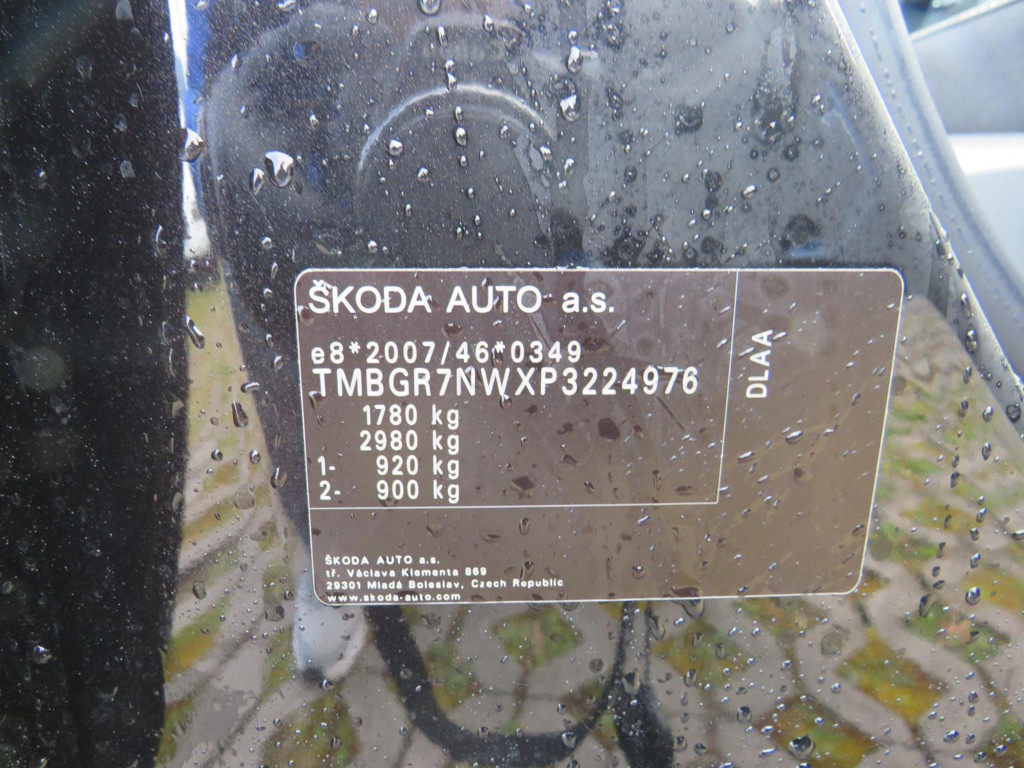 ŠKODA AUTO a.s.
e8*2007/46*0349
TMBGR7NWXP3224976
1780 kg
2980 kg
1- 920 kg
2- 900 kg
DLAA
ŠKODA AUTO a.s.
tř. Václava Klementa 869
29301 Mladá Boleslav, Czech Republic
www.skoda-auto.com